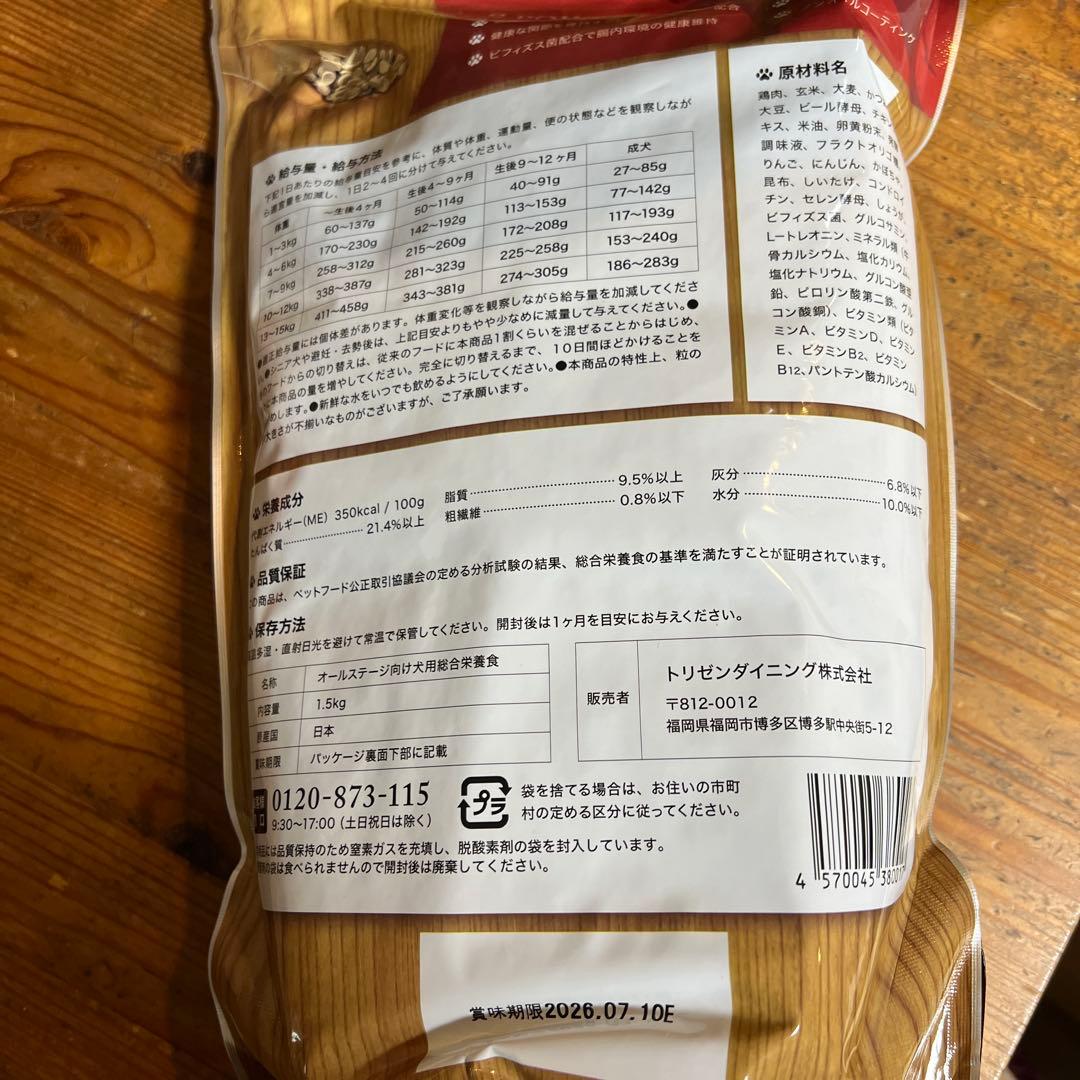 配合
健康な関節
ビフィズス菌配合で腸内環境の健康維持
コーティング
給与量・給与方法
下記1日あたりの給与量目安を参考に、体質や体重、運動量、便の状態などを観察しなが
ら適宜量を加減し、1日2〜4回に分けて与えてください。
体重 〜生後4ヶ月 生後4〜9ヶ月 生後9〜12ヶ月 成犬
1〜3kg 60〜137g 50〜114g 40〜91g 27〜85g
4〜6kg 170〜230g 142〜192g 113〜153g 77〜142g
7〜9kg 258〜312g 215〜260g 172〜208g 117〜193g
10〜12kg 338〜387g 281〜323g 225〜258g 153〜240g
13〜15kg 411〜458g 343〜381g 274〜305g 186〜283g
●適正給与量には個体差があります。体重変化等を観察しながら給与量を加減してくださ
い。●シニア犬や避妊・去勢後は、上記目安よりもやや少なめに減量して与えてください。●
のフードからの切り替えは、従来のフードに本商品1割くらいを混ぜることからはじめ、
に本商品の量を増やしてください。完全に切り替えるまで、10日間ほどかけることを
めします。●新鮮な水をいつでも飲めるようにしてください。●本商品の特性上、粒の
大きさが不揃いなものがございますが、ご了承願います。
原材料名
鶏肉、玄米、大麦、かつ
大豆、ビール酵母、チキン
キス、米油、卵黄粉末、
調味液、フラクトオリゴ糖、
りんご、にんじん、かぼちゃ、
昆布、しいたけ、コンドロイ
チン、セレン酵母、しょうが、
ビフィズス菌、グルコサミン、
L−トレオニン、ミネラル類(牛
骨カルシウム、塩化カリウム、
塩化ナトリウム、グルコン酸亜
鉛、ピロリン酸第二鉄、グル
コン酸銅)、ビタミン類(ビタ
ミンA、ビタミンD、ビタミン
E、ビタミンB2、ビタミン
B12、パントテン酸カルシウム)
栄養成分
代謝エネルギー(ME) 350kcal / 100g
たんぱく質 21.4%以上
脂質 9.5%以上
粗繊維 0.8%以下
灰分 6.8%以下
水分 10.0%以下
品質保証
この商品は、ペットフード公正取引協議会の定める分析試験の結果、総合栄養食の基準を満たすことが証明されています。
保存方法
高温多湿・直射日光を避けて常温で保管してください。開封後は1ヶ月を目安にお与えください。
名称 オールステージ向け犬用総合栄養食
内容量 1.5kg
原産国 日本
賞味期限 パッケージ裏面下部に記載
販売者
トリゼンダイニング株式会社
〒812-0012
福岡県福岡市博多区博多駅中央街5-12
0120-873-115
9:30〜17:00 (土日祝日は除く)
プラ
袋を捨てる場合は、お住いの市町
村の定める区分に従ってください。
商品には品質保持のため窒素ガスを充填し、脱酸素剤の袋を封入しています。
剤の袋は食べられませんので開封後は廃棄してください。
4 570045 38001
賞味期限2026.07.10E